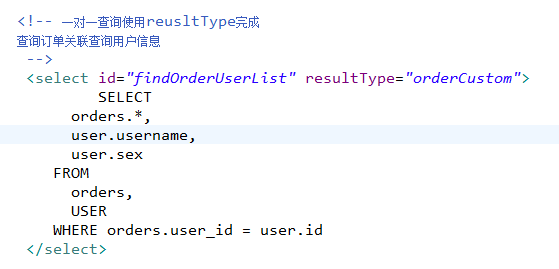 <!-- 一对一查询使用reusltType完成
查询订单关联查询用户信息
-->
<select id="findOrderUserList" resultType="orderCustom">
SELECT
orders.*,
user.username,
user.sex
FROM
orders,
USER
WHERE orders.user_id = user.id
</select>